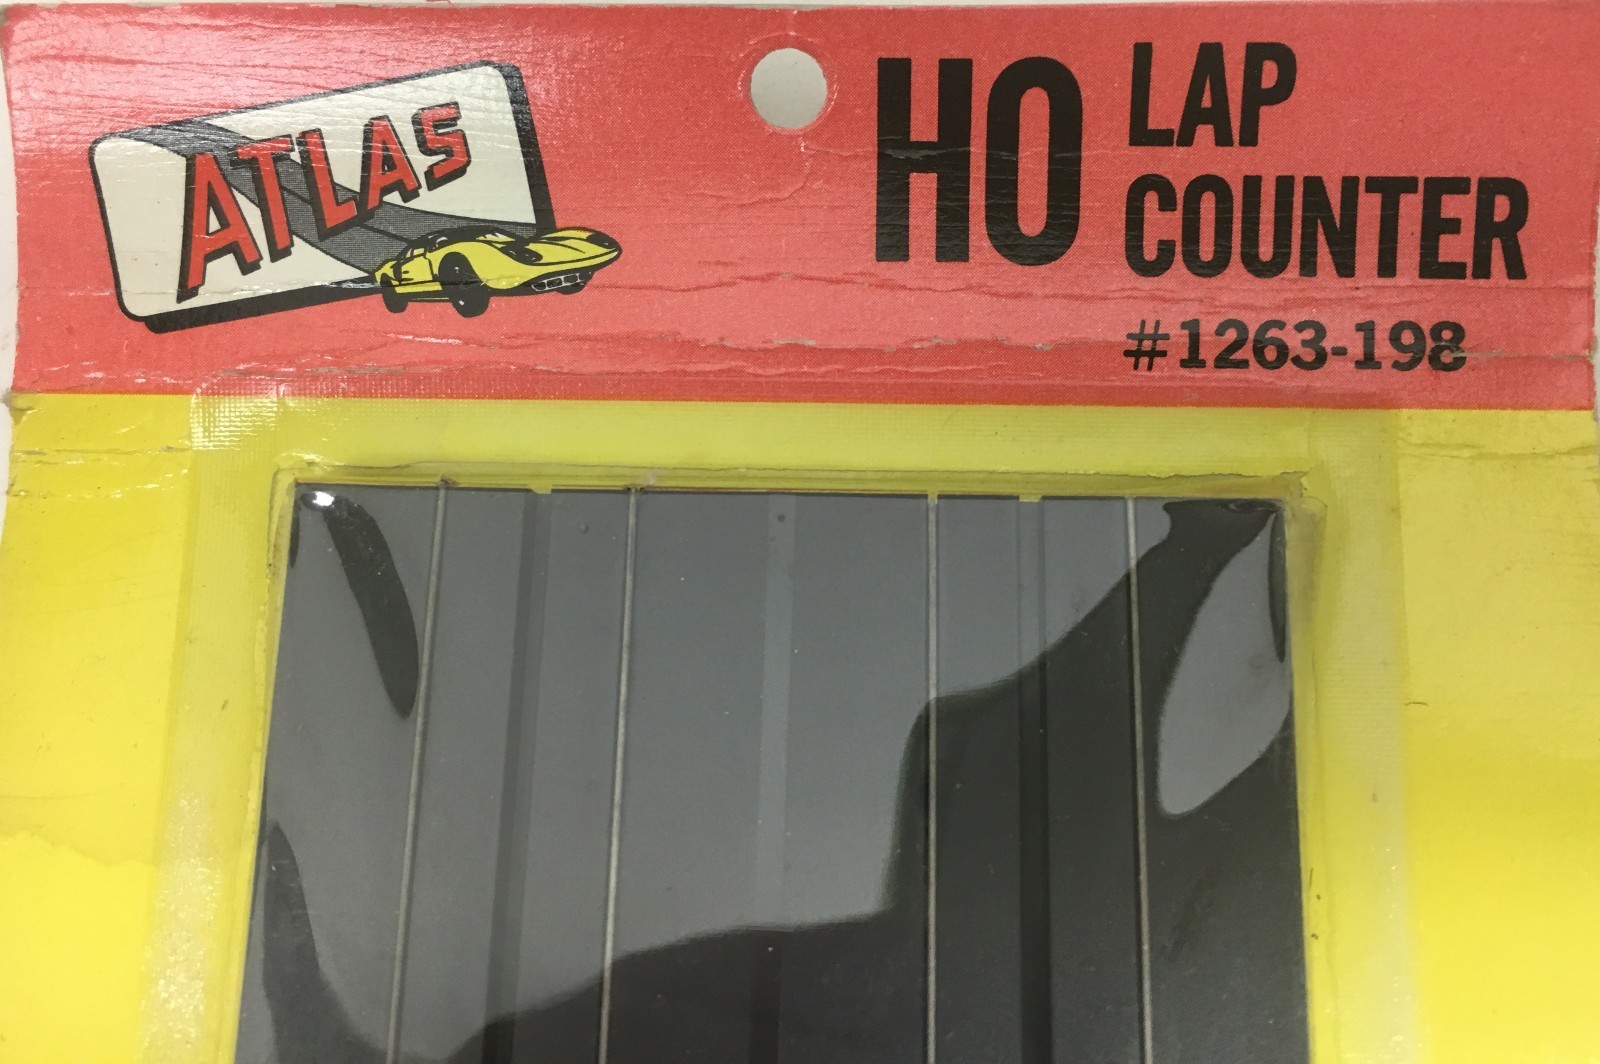 ATLAS
HO LAP
COUNTER
#1263-198